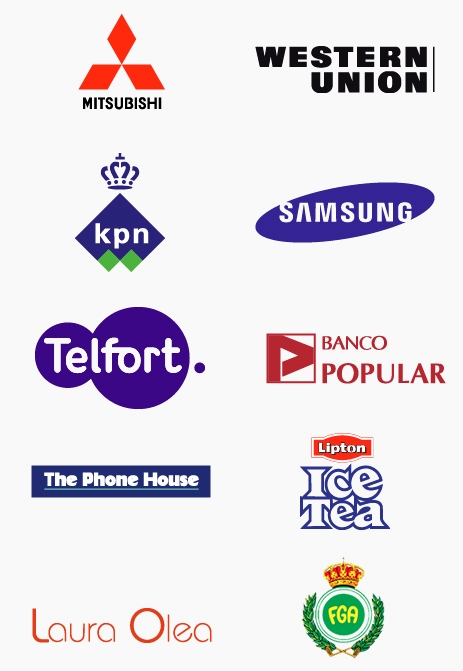 MITSUBISHI
WESTERN
UNION
kpn
SAMSUNG
Telfort.
BANCO
POPULAR
The Phone House
Lipton
Ice
Tea
Laura Olea
FGA